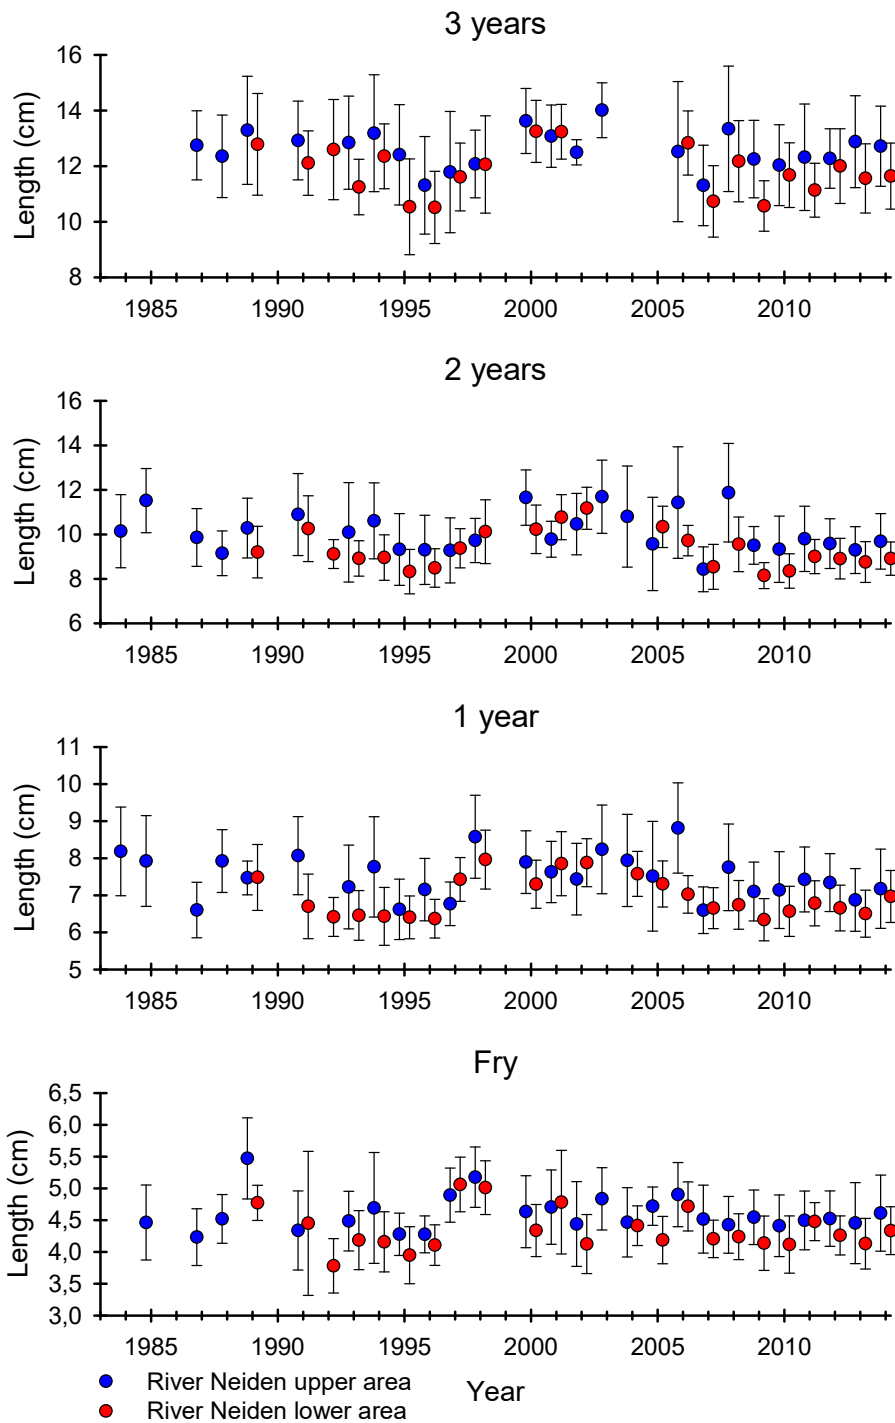 3 years
Length (cm)
16
14
12
10
8
1985 1990 1995 2000 2005 2010
2 years
Length (cm)
16
14
12
10
8
6
1985 1990 1995 2000 2005 2010
1 year
Length (cm)
11
10
9
8
7
6
5
1985 1990 1995 2000 2005 2010
Fry
Length (cm)
6,5
6,0
5,5
5,0
4,5
4,0
3,5
3,0
1985 1990 1995 2000 2005 2010
River Neiden upper area
Year
River Neiden lower area